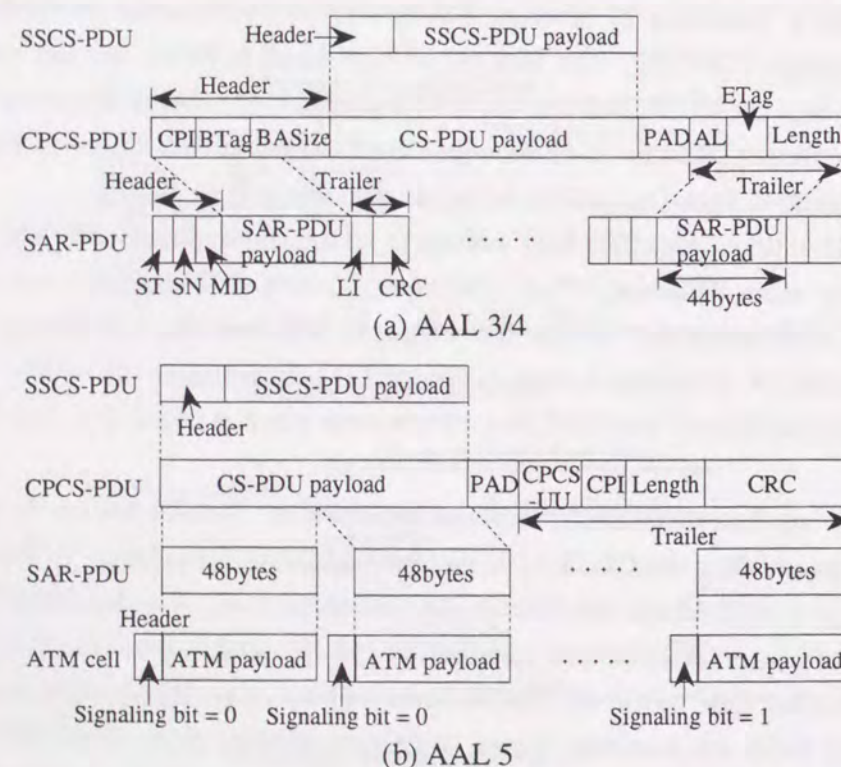 SSCS-PDU Header SSCS-PDU payload
Header ETag
CPCS-PDU CPI BTag BASize CS-PDU payload PAD AL Length
Header Trailer Trailer
SAR-PDU SAR-PDU payload SAR-PDU payload
ST SN MID LI CRC 44bytes
(a) AAL 3/4
SSCS-PDU SSCS-PDU payload
Header
CPCS-PDU CS-PDU payload PAD CPCS-UU CPI Length CRC
Trailer
SAR-PDU 48bytes 48bytes 48bytes
Header
ATM cell ATM payload ATM payload ATM payload
Signaling bit = 0 Signaling bit = 0 Signaling bit = 1
(b) AAL 5